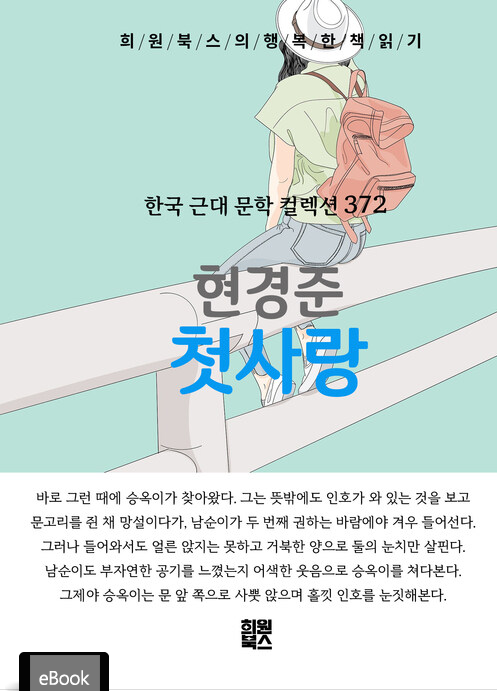 희/원/북/스/의/행/복/한/책/읽/기
한국 근대 문학 컬렉션 372
현경준
첫사랑
바로 그런 때에 승옥이가 찾아왔다. 그는 뜻밖에도 인호가 와 있는 것을 보고
문고리를 쥔 채 망설이다가, 남순이가 두 번째 권하는 바람에야 겨우 들어선다.
그러나 들어와서도 얼른 앉지는 못하고 거북한 양으로 둘의 눈치만 살핀다.
남순이도 부자연한 공기를 느꼈는지 어색한 웃음으로 승옥이를 쳐다본다.
그제야 승옥이는 문 앞 쪽으로 사뿟 앉으며 흘낏 인호를 눈짓해본다.
희원
북스
eBook